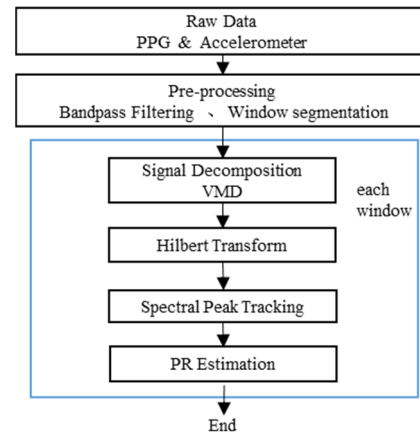 Raw Data
PPG & Accelerometer
Pre-processing
Bandpass Filtering 、 Window segmentation
Signal Decomposition
VMD
each
window
Hilbert Transform
Spectral Peak Tracking
PR Estimation
End